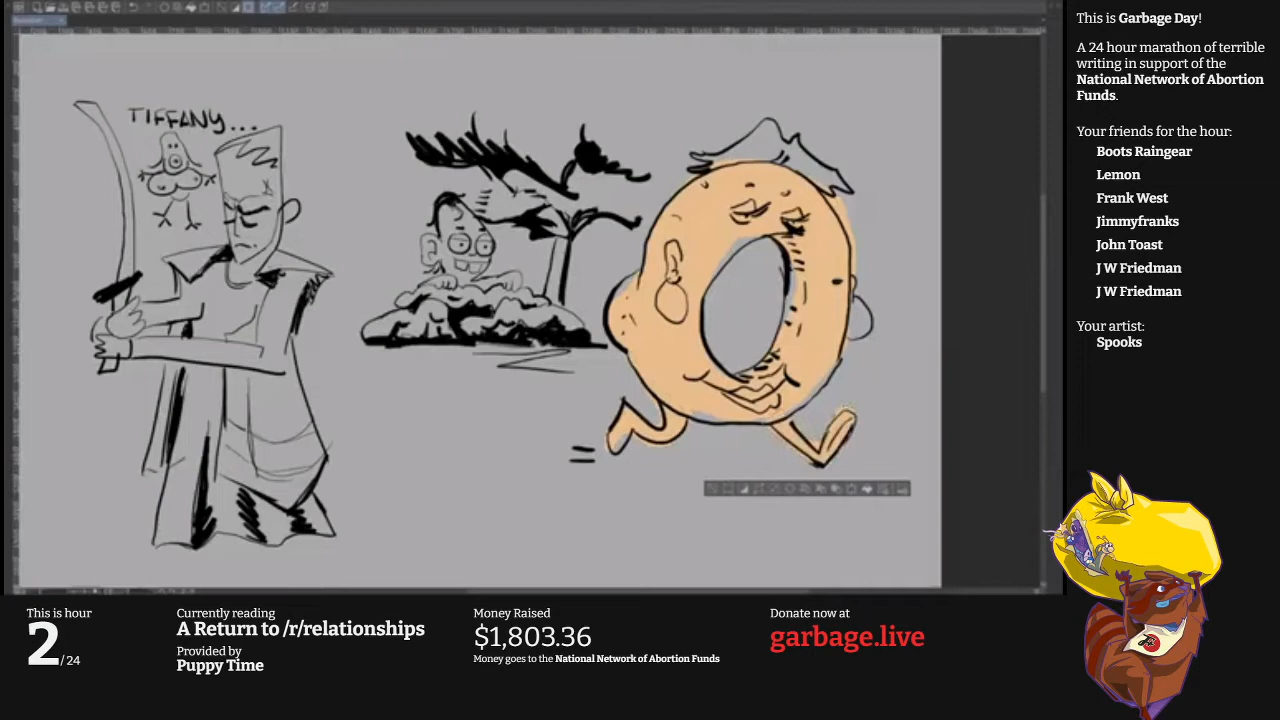 TIFFANY...
This is Garbage Day!
A 24 hour marathon of terrible
writing in support of the
National Network of Abortion
Funds.
Your friends for the hour:
Boots Raingear
Lemon
Frank West
Jimmyfranks
John Toast
J W Friedman
J W Friedman
Your artist:
Spooks
This is hour
2/24
Currently reading
A Return to /r/relationships
Provided by
Puppy Time
Money Raised
$1,803.36
Money goes to the National Network of Abortion Funds
Donate now at
garbage.live